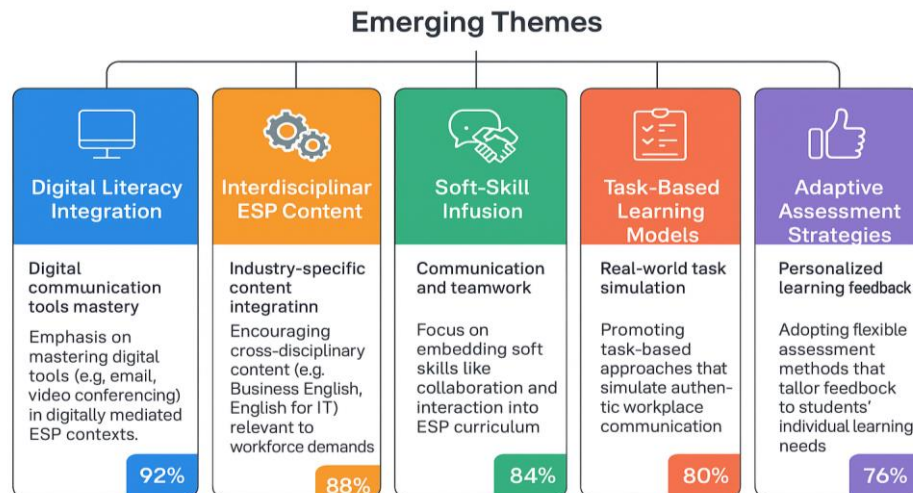 Emerging Themes
Digital Literacy
Integration
Digital
communication
tools mastery
Emphasis on
mastering digital
tools (e.g, email,
video conferencing)
in digitally mediated
ESP contexts.
92%
Interdisciplinar
ESP Content
Industry-specific
content
integratinn
Encouraging
cross-disciplinary
content (e.g.
Business English,
English for IT)
relevant to
workforce demands
88%
Soft-Skill
Infusion
Communication
and teamwork
Focus on
embedding soft
skills like
collaboration and
interaction into
ESP curriculum
84%
Task-Based
Learning
Models
Real-world task
simulation
Promoting
task-based
approaches that
simulate authen-
tic workplace
communication
80%
Adaptive
Assessment
Strategies
Personalized
learning feedback
Adopting flexible
assessment
methods that
tallor feedback
to students'
individual learning
needs
76%